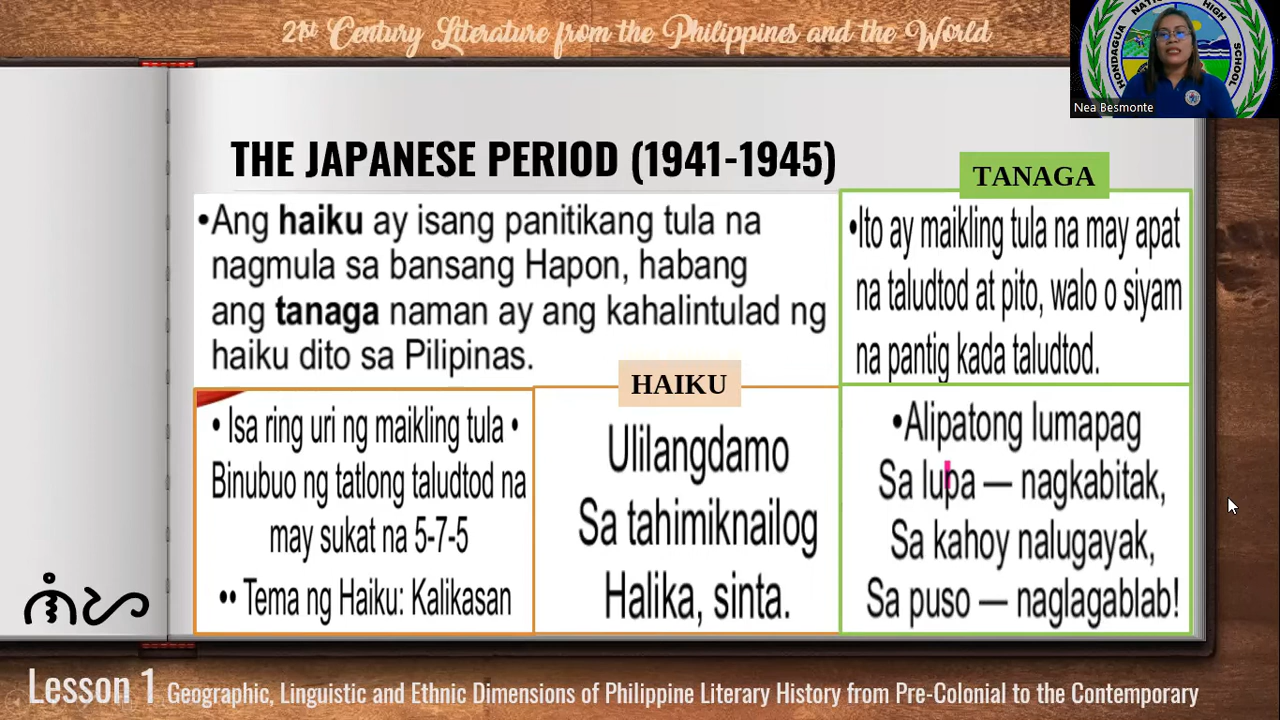 21st Century Literature from the Philippines and the World
HONDAGUA NATIONAL HIGH SCHOOL
Nea Besmonte
THE JAPANESE PERIOD (1941-1945)
•Ang haiku ay isang panitikang tula na
nagmula sa bansang Hapon, habang
ang tanaga naman ay ang kahalintulad ng
haiku dito sa Pilipinas.
TANAGA
•Ito ay maikling tula na may apat
na taludtod at pito, walo o siyam
na pantig kada taludtod.
• Isa ring uri ng maikling tula •
Binubuo ng tatlong taludtod na
may sukat na 5-7-5
•• Tema ng Haiku: Kalikasan
HAIKU
Ulilangdamo
Sa tahimiknailog
Halika, sinta.
•Alipatong lumapag
Sa lupa — nagkabitak,
Sa kahoy nalugayak,
Sa puso — naglagablab!
Lesson 1 Geographic, Linguistic and Ethnic Dimensions of Philippine Literary History from Pre-Colonial to the Contemporary